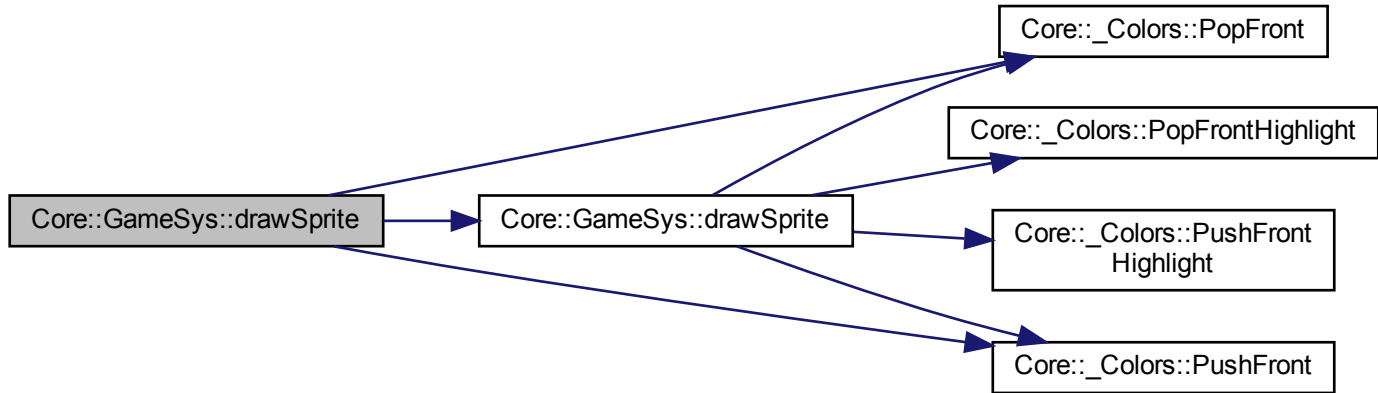 Core::_Colors::PopFront
Core::_Colors::PopFrontHighlight
Core::GameSys::drawSprite
Core::GameSys::drawSprite
Core::_Colors::PushFront
Highlight
Core::_Colors::PushFront